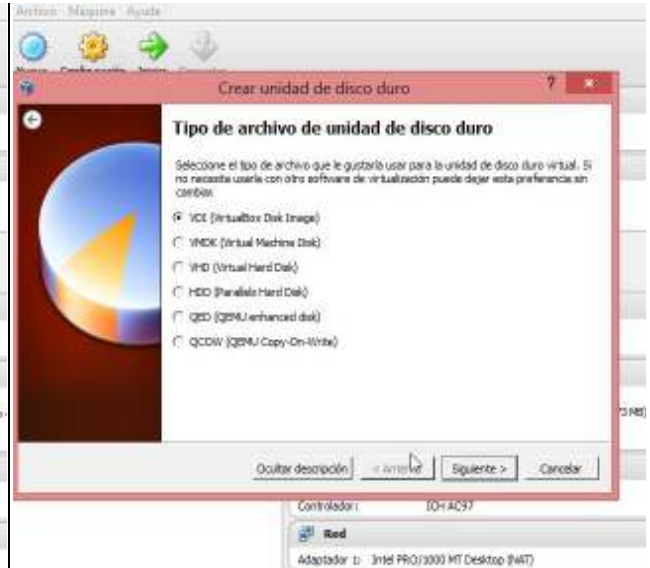 Archivo Máquina Ayuda
Crear unidad de disco duro
Tipo de archivo de unidad de disco duro
Seleccione el tipo de archivo que le gustaría usar para la unidad de disco duro virtual. Si
no necesita usarla con otro software de virtualización puede dejar esta preferencia sin
cambiar.
VDI (VirtualBox Disk Image)
VMDK (Virtual Machine Disk)
VHD (Virtual Hard Disk)
HDD (Parallels Hard Disk)
QED (QEMU enhanced disk)
QCOW (QEMU Copy-On-Write)
Ocultar descripción
Siguiente >
Cancelar
Controlador: ICH AC97
Red
Adaptador 1: Intel PRO/1000 MT Desktop (NAT)